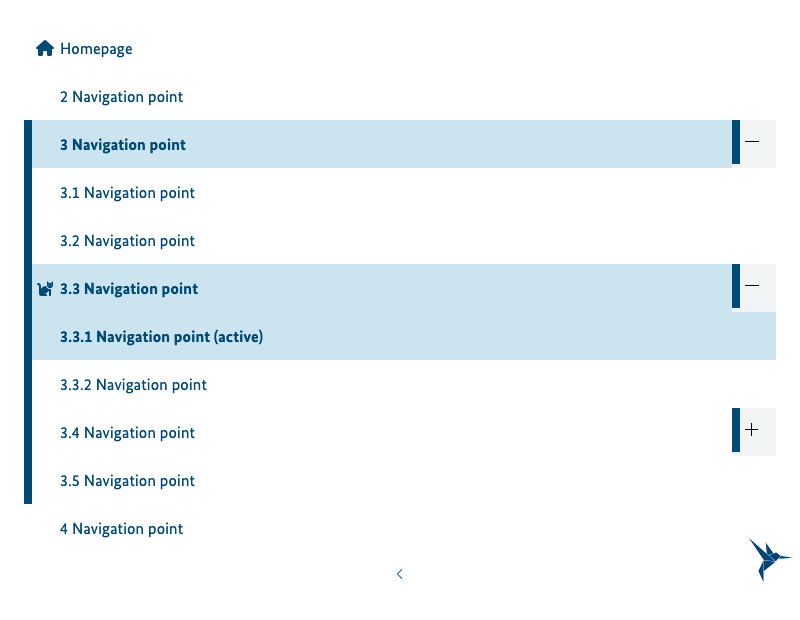 Homepage
2 Navigation point
3 Navigation point
3.1 Navigation point
3.2 Navigation point
3.3 Navigation point
3.3.1 Navigation point (active)
3.3.2 Navigation point
3.4 Navigation point
3.5 Navigation point
4 Navigation point